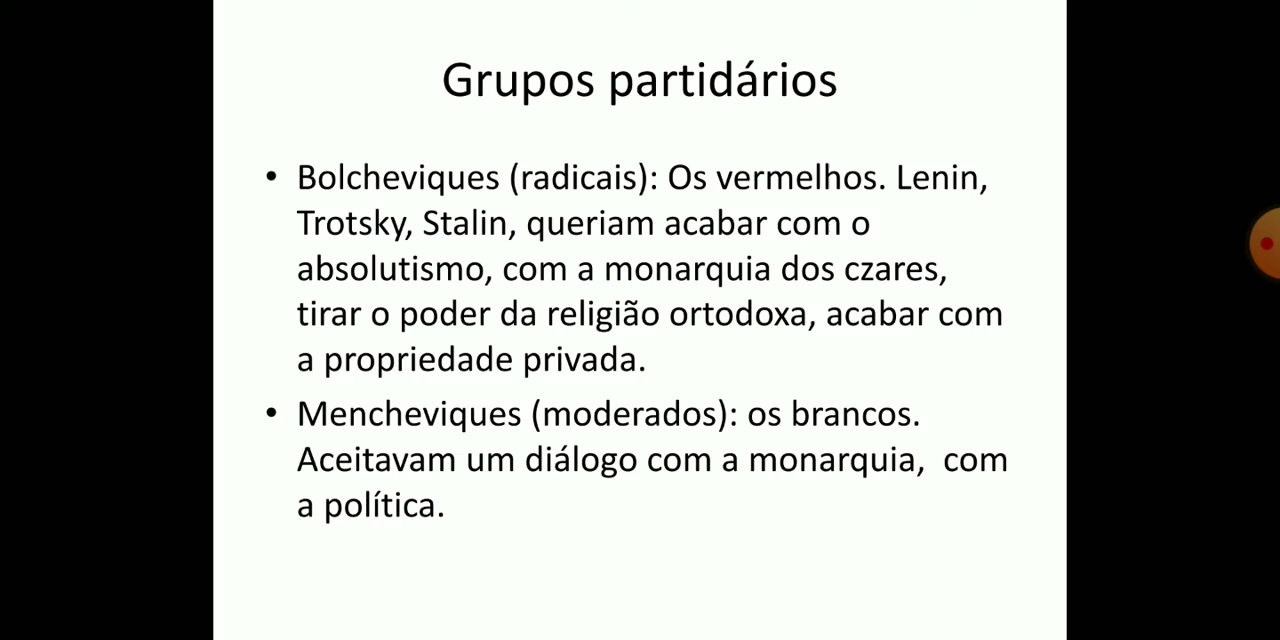 Grupos partidários
• Bolcheviques (radicais): Os vermelhos. Lenin,
Trotsky, Stalin, queriam acabar com o
absolutismo, com a monarquia dos czares,
tirar o poder da religião ortodoxa, acabar com
a propriedade privada.
• Mencheviques (moderados): os brancos.
Aceitavam um diálogo com a monarquia,  com
a política.